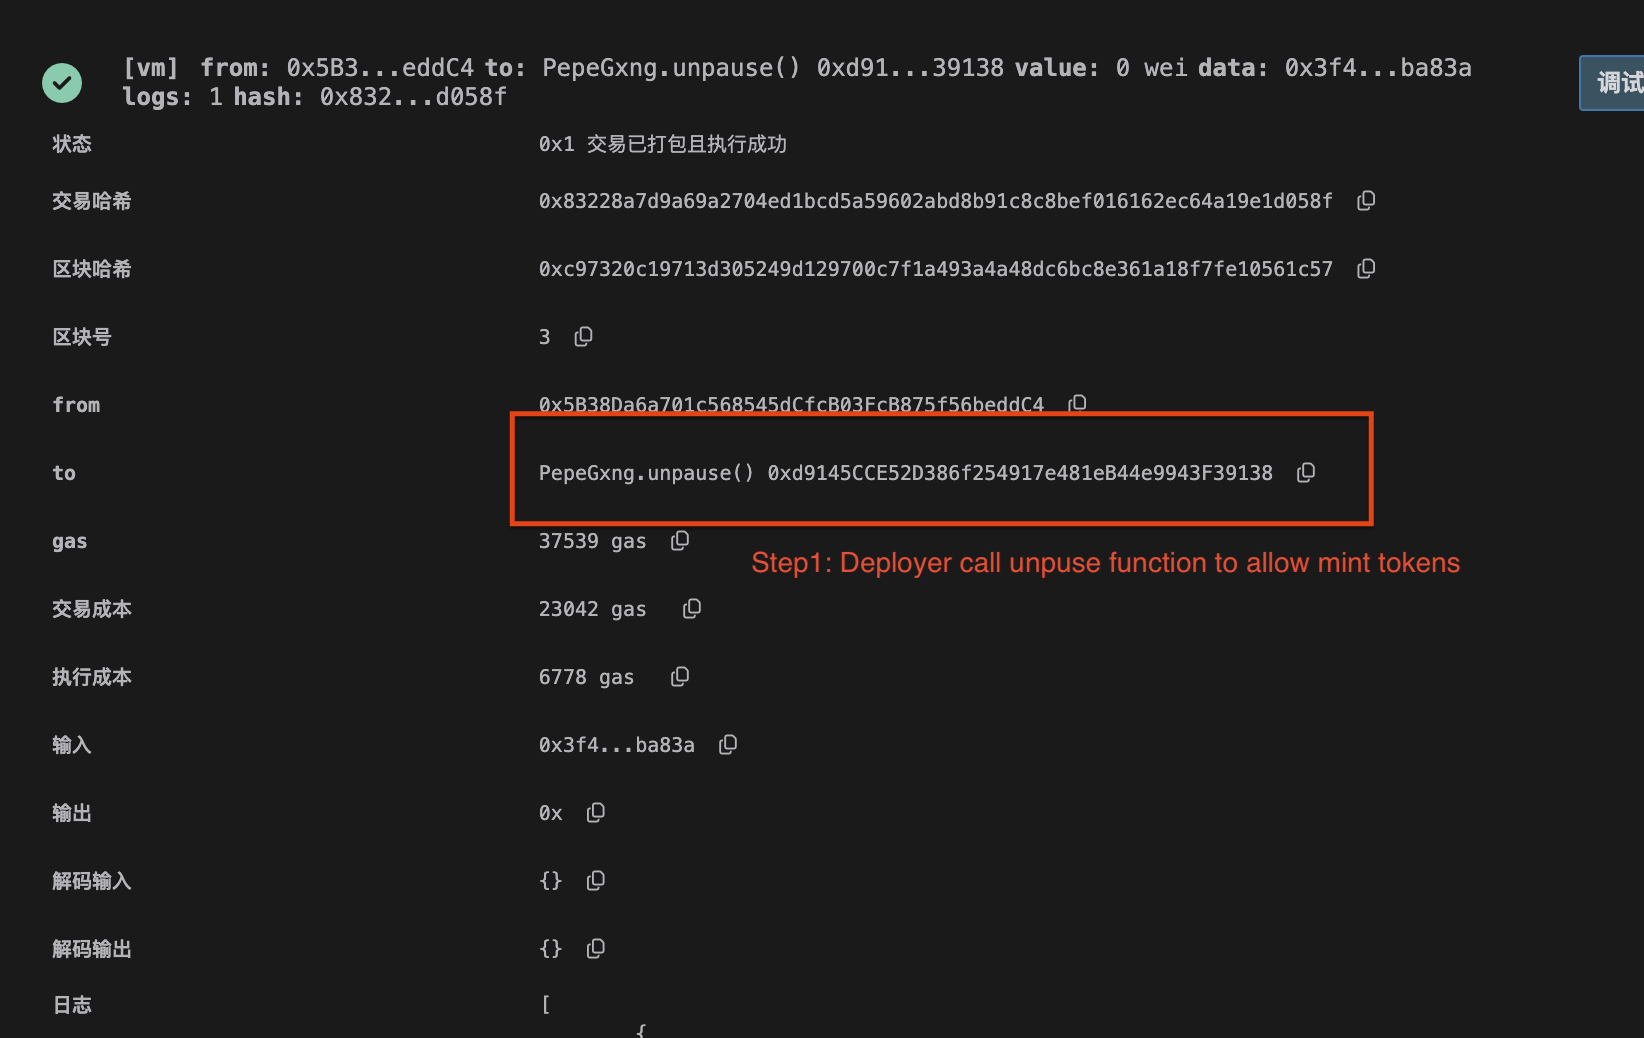 [vm] from: 0x5B3...eddC4 to: PepeGxng.unpause() 0xd91...39138 value: 0 wei data: 0x3f4...ba83a
logs: 1 hash: 0x832...d058f
调试
状态 0x1 交易已打包且执行成功
交易哈希 0x83228a7d9a69a2704ed1bcd5a59602abd8b91c8c8bef016162ec64a19e1d058f
区块哈希 0xc97320c19713d305249d129700c7f1a493a4a48dc6bc8e361a18f7fe10561c57
区块号 3
from 0x5B38Da6a701c568545dCfcB03FcB875f56beddC4
to PepeGxng.unpause() 0xd9145CCE52D386f254917e481eB44e9943F39138
gas 37539 gas
Step1: Deployer call unpuse function to allow mint tokens
交易成本 23042 gas
执行成本 6778 gas
输入 0x3f4...ba83a
输出 0x
解码输入 {}
解码输出 {}
日志 [
{